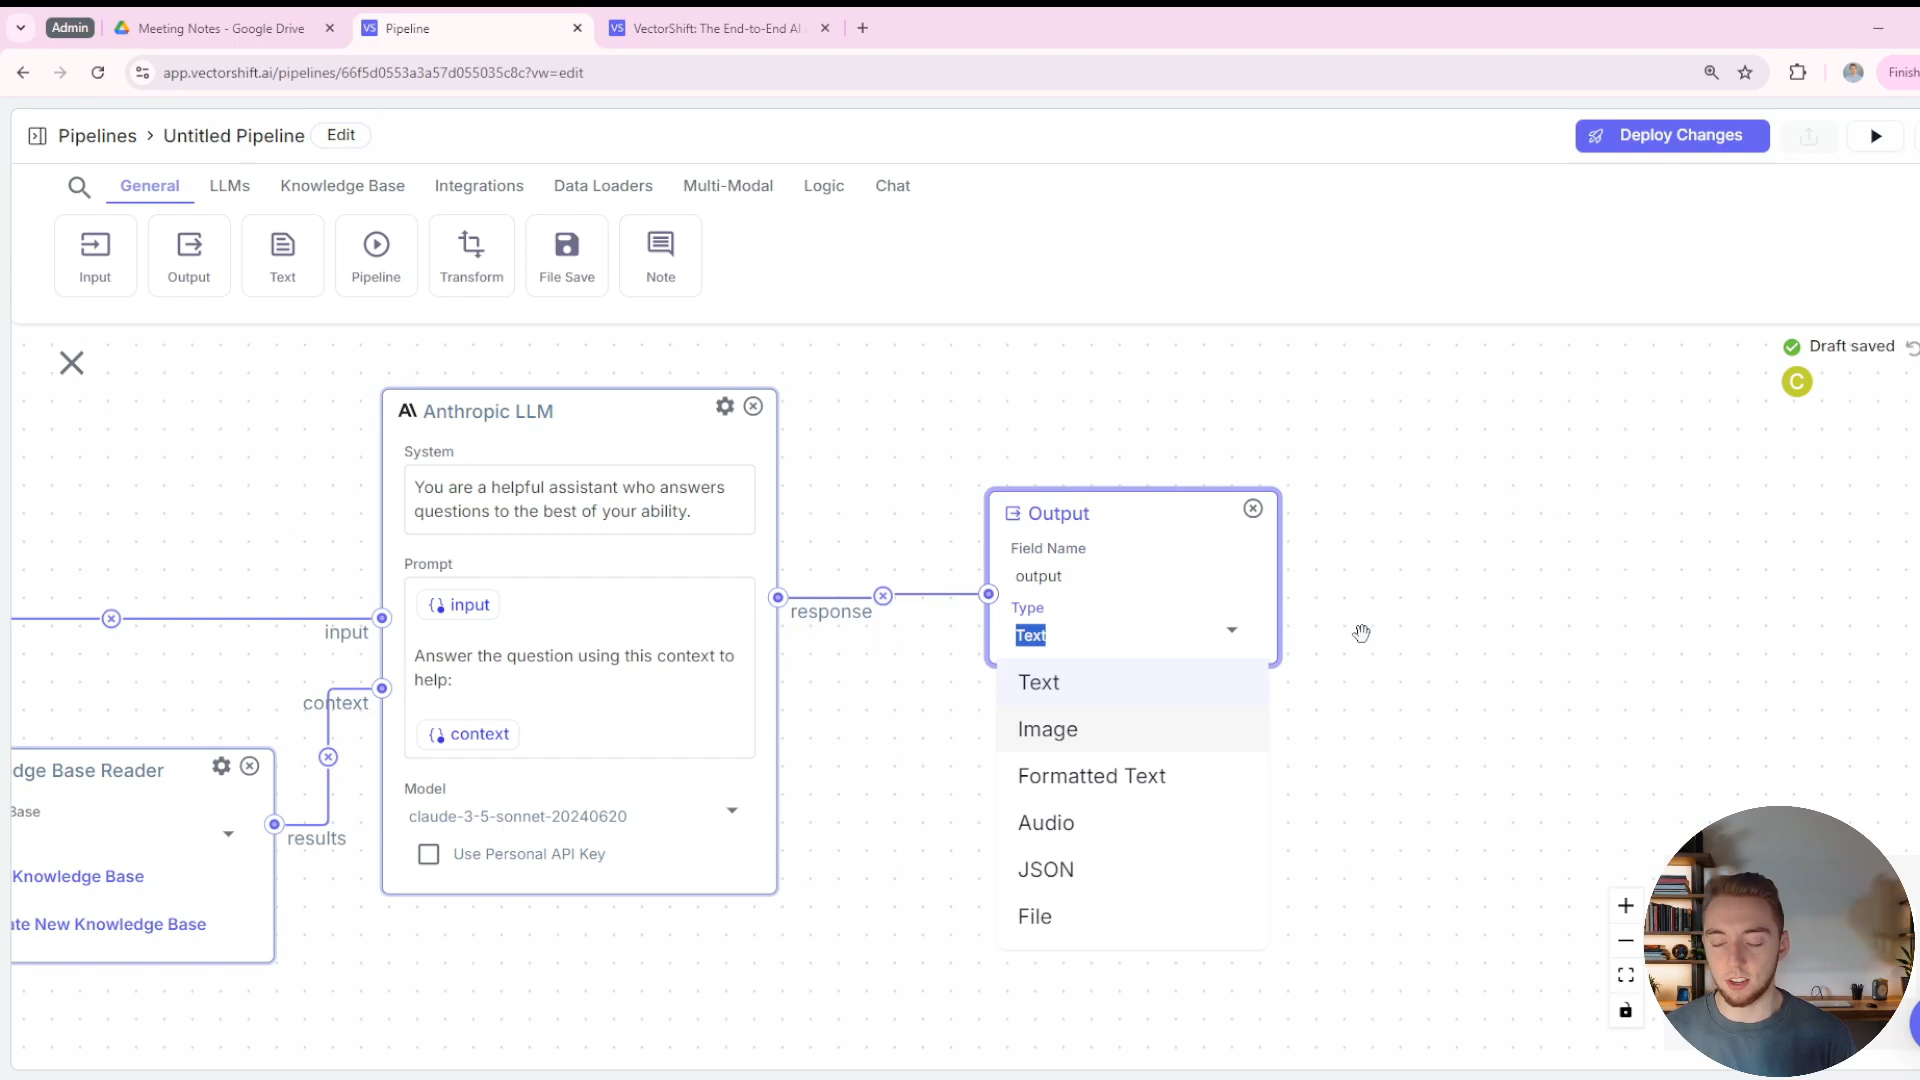 Admin
Meeting Notes - Google Drive
VS
Pipeline
VS
VectorShift: The End-to-End AI
app.vectorshift.ai/pipelines/66f5d0553a3a57d055035c8c?vw=edit
Finish
Pipelines > Untitled Pipeline
Edit
Deploy Changes
General
LLMs
Knowledge Base
Integrations
Data Loaders
Multi-Modal
Logic
Chat
Input
Output
Text
Pipeline
Transform
File Save
Note
Draft saved
C
Anthropic LLM
System
You are a helpful assistant who answers
questions to the best of your ability.
Prompt
input
Answer the question using this context to
help:
context
Model
claude-3-5-sonnet-20240620
Use Personal API Key
input
context
response
Output
Field Name
output
Type
Text
Text
Image
Formatted Text
Audio
JSON
File
dge Base Reader
Base
results
Knowledge Base
ate New Knowledge Base